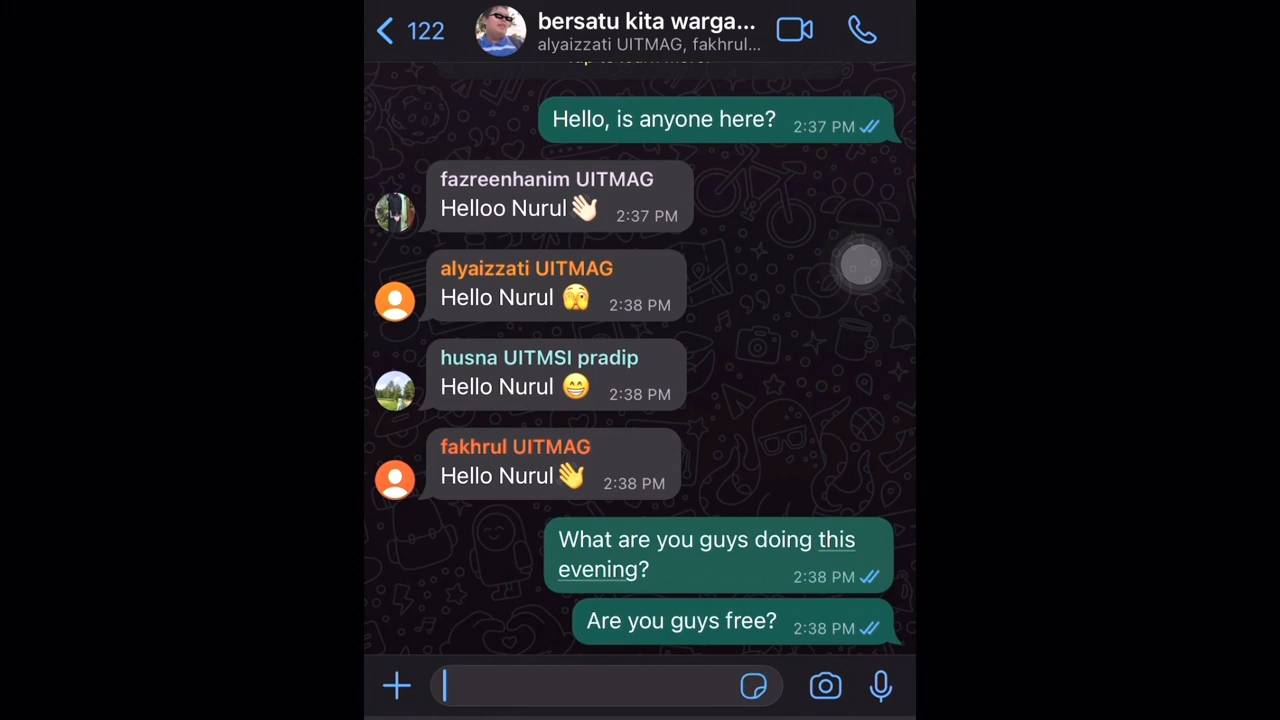 122
bersatu kita warga...
alyaizzati UITMAG, fakhrul...
Hello, is anyone here? 2:37 PM
fazreenhanim UITMAG
Helloo Nurul👋🏻 2:37 PM
alyaizzati UITMAG
Hello Nurul 🫣 2:38 PM
husna UITMSI pradip
Hello Nurul 😁 2:38 PM
fakhrul UITMAG
Hello Nurul👋 2:38 PM
What are you guys doing this
evening? 2:38 PM
Are you guys free? 2:38 PM